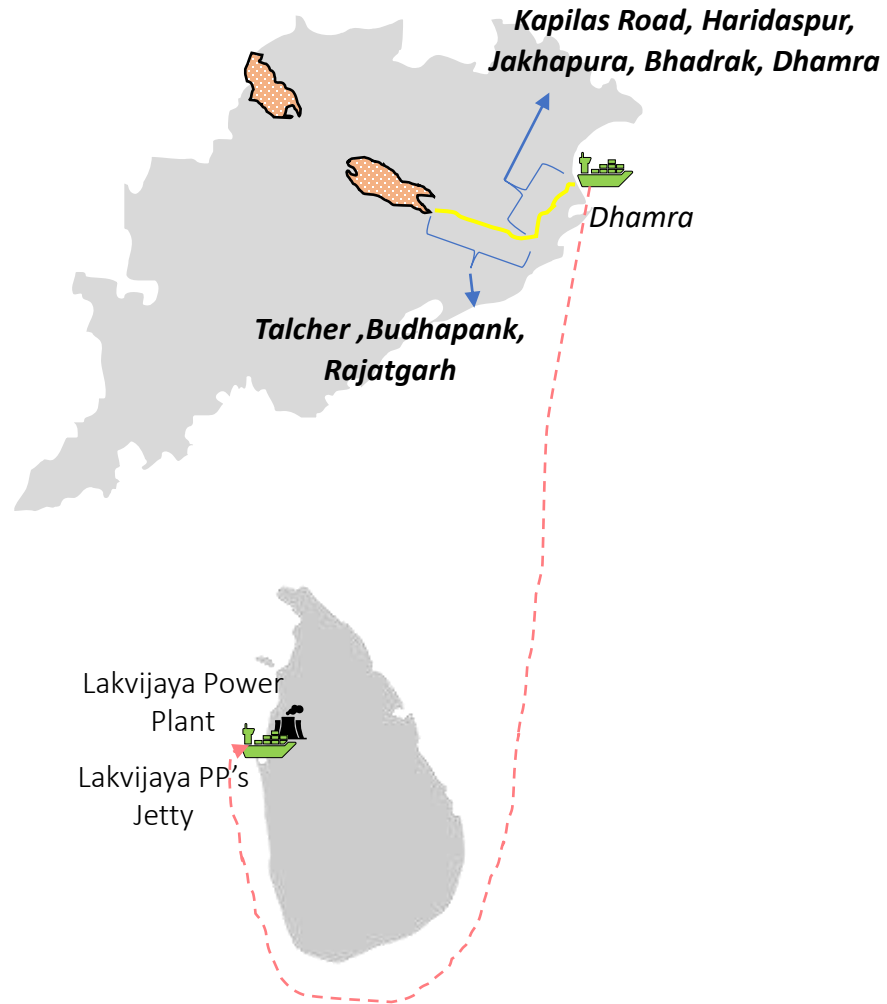 Kapilas Road, Haridaspur,
Jakhapura, Bhadrak, Dhamra
Dhamra
Talcher ,Budhapank,
Rajatgarh
Lakvijaya Power
Plant
Lakvijaya PP’s
Jetty